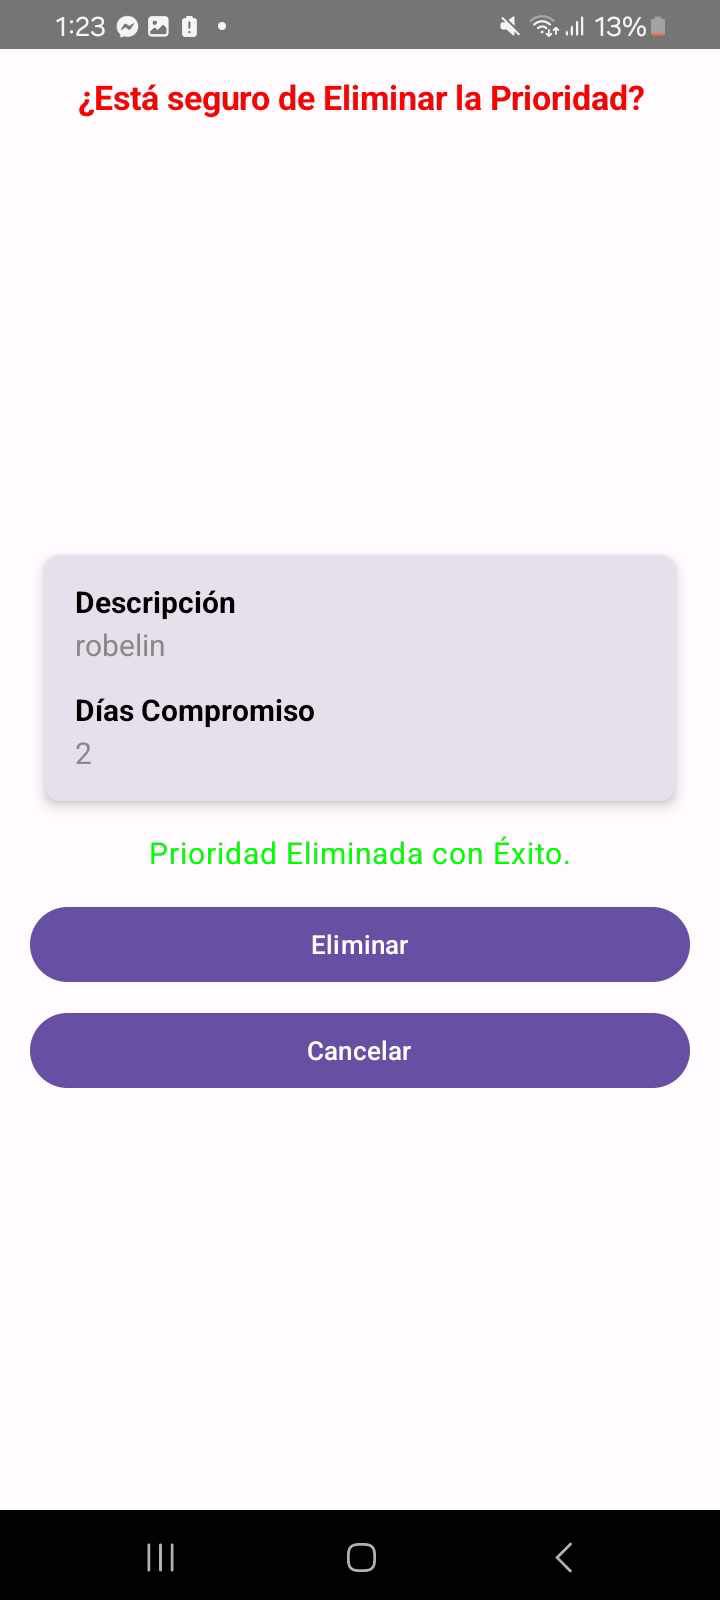 1:23
13%
¿Está seguro de Eliminar la Prioridad?
Descripción
robelin
Días Compromiso
2
Prioridad Eliminada con Éxito.
Eliminar
Cancelar